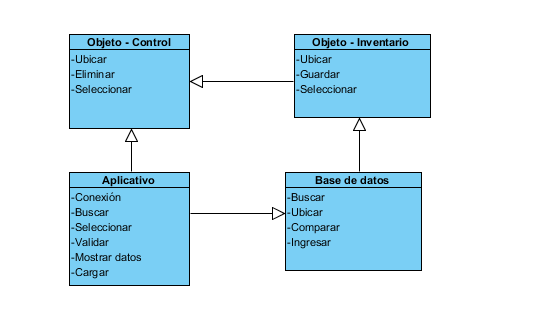 Objeto - Control
-Ubicar
-Eliminar
-Seleccionar
Objeto - Inventario
-Ubicar
-Guardar
-Seleccionar
Aplicativo
-Conexión
-Buscar
-Seleccionar
-Validar
-Mostrar datos
-Cargar
Base de datos
-Buscar
-Ubicar
-Comparar
-Ingresar